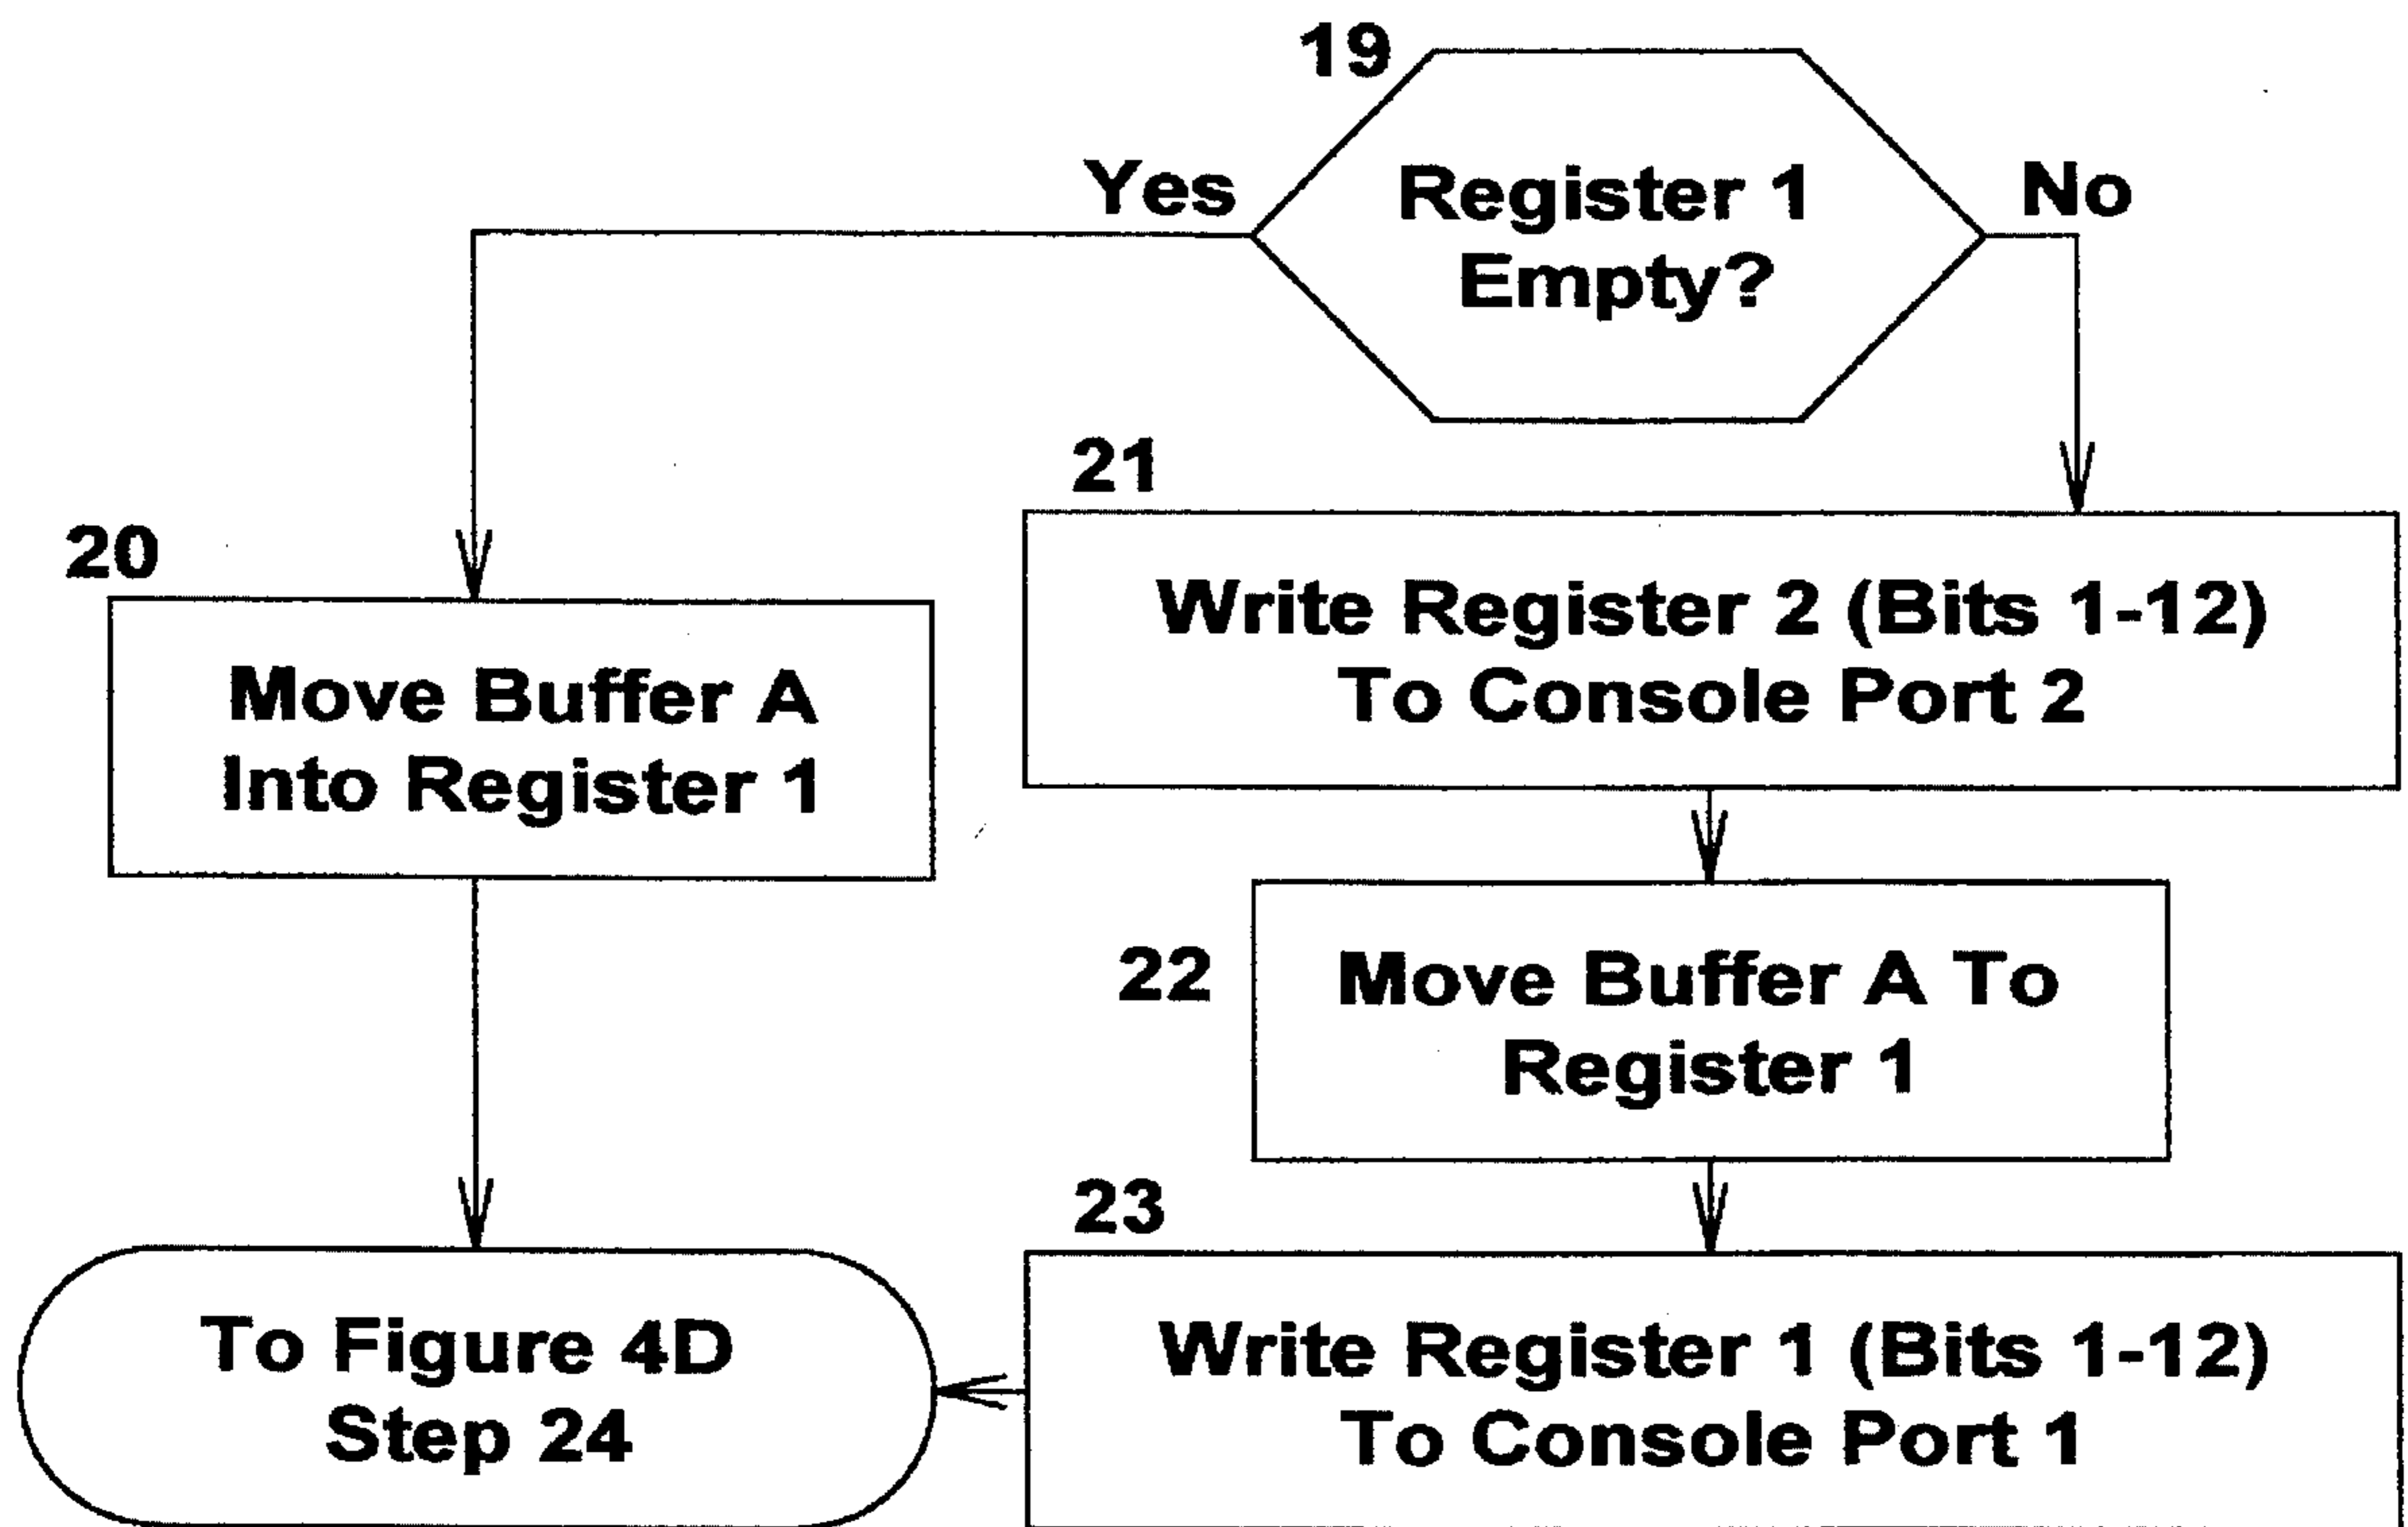 19
Yes
Register 1
Empty?
No
20
Move Buffer A
Into Register 1
21
Write Register 2 (Bits 1-12)
To Console Port 2
22
Move Buffer A To
Register 1
23
Write Register 1 (Bits 1-12)
To Console Port 1
To Figure 4D
Step 24